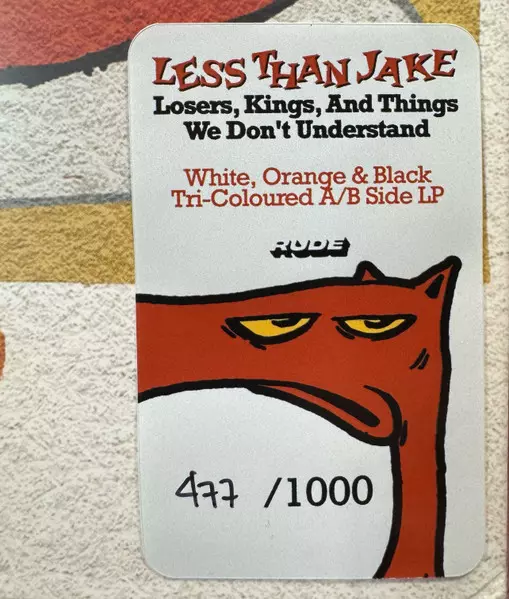 LESS THAN JAKE
Losers, Kings, And Things
We Don't Understand
White, Orange & Black
Tri-Coloured A/B Side LP
RUDE
477 /1000